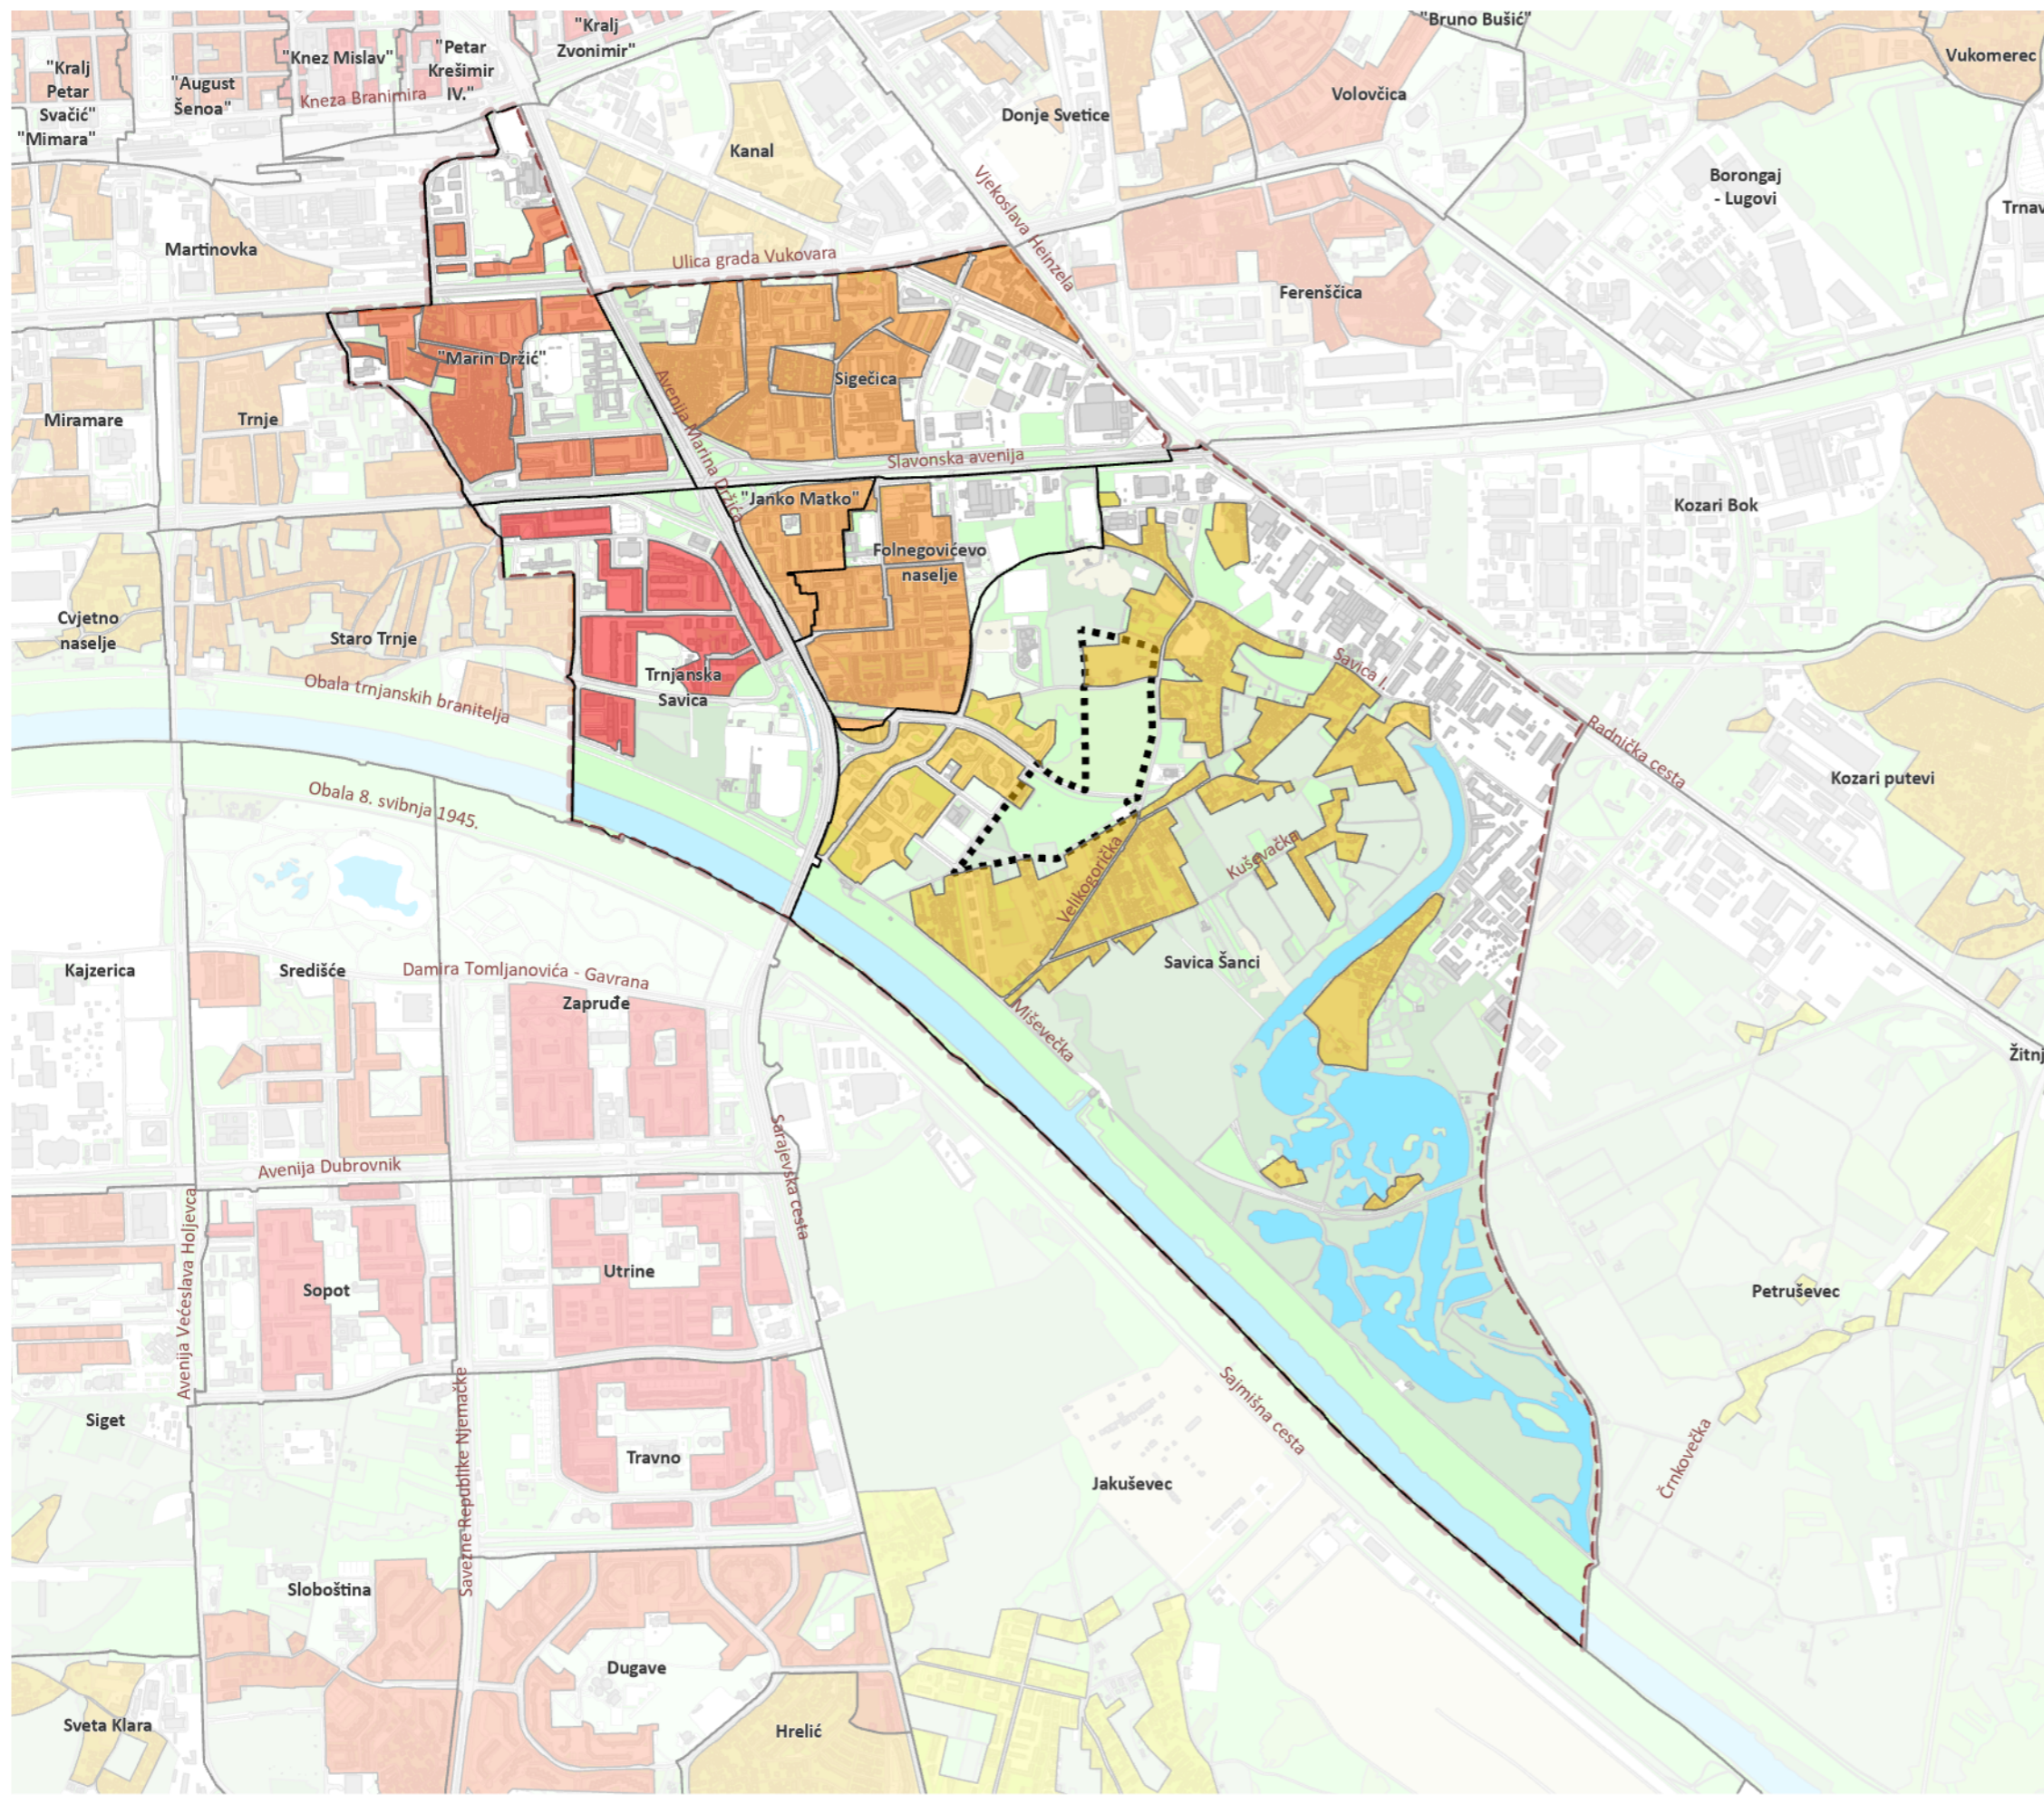 "Bruno Bušić"
"Kralj
Zvonimir"
"Knez Mislav"
"Petar
Krešimir
IV."
Vukomerec
"Kralj
Petar
Svačić"
"Mimara"
"August
Šenoa"
Kneza Branimira
Volovčica
Donje Svetice
Kanal
Borongaj
- Lugovi
Martinovka
Vjekoslava Heinzela
Ulica grada Vukovara
Ferenščica
"Marin Držić"
Sigečica
Miramare
Trnje
Avenija Marina Držića
Slavonska avenija
"Janko Matko"
Kozari Bok
Folnegovićevo
naselje
Cvjetno
naselje
Staro Trnje
Savica I.
Trnjanska
Savica
Obala trnjanskih branitelja
Radnička cesta
Kozari putevi
Obala 8. svibnja 1945.
Kuševačka
Velikogorička
Savica Šanci
Kajzerica
Središće
Damira Tomljanovića - Gavrana
Zapruđe
Miševečka
Avenija Dubrovnik
Sarajevska cesta
Avenija Većeslava Holjevca
Sopot
Utrine
Petruševec
Siget
Savezne Republike Njemačke
Travno
Sajmišna cesta
Jakuševec
Črnkovečka
Sloboština
Dugave
Sveta Klara
Hrelić